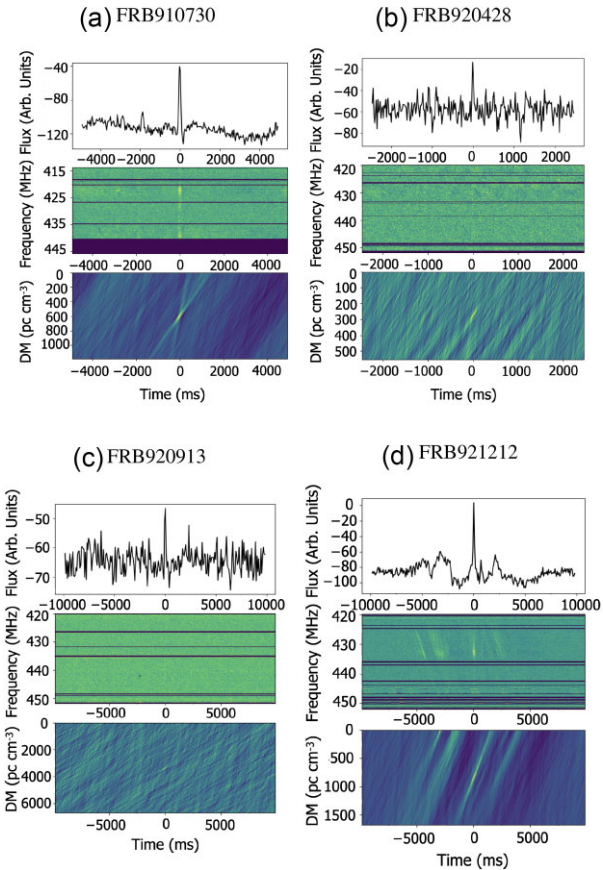 (a) FRB910730
Flux (Arb. Units)
−40
−80
−120
−4000 −2000 0 2000 4000
Frequency (MHz)
415
425
435
445
−4000 −2000 0 2000 4000
DM (pc cm⁻³)
0
200
400
600
800
1000
−4000 −2000 0 2000 4000
Time (ms)
(b) FRB920428
Flux (Arb. Units)
−20
−40
−60
−80
−2000 −1000 0 1000 2000
Frequency (MHz)
420
430
440
450
−2000 −1000 0 1000 2000
DM (pc cm⁻³)
0
100
200
300
400
500
−2000 −1000 0 1000 2000
Time (ms)
(c) FRB920913
Flux (Arb. Units)
−50
−60
−70
−10000 −5000 0 5000 10000
Frequency (MHz)
420
430
440
450
−5000 0 5000
DM (pc cm⁻³)
0
2000
4000
6000
−5000 0 5000
Time (ms)
(d) FRB921212
Flux (Arb. Units)
0
−20
−40
−60
−80
−100
−10000 −5000 0 5000 10000
Frequency (MHz)
420
430
440
450
−5000 0 5000
DM (pc cm⁻³)
0
500
1000
1500
−5000 0 5000
Time (ms)